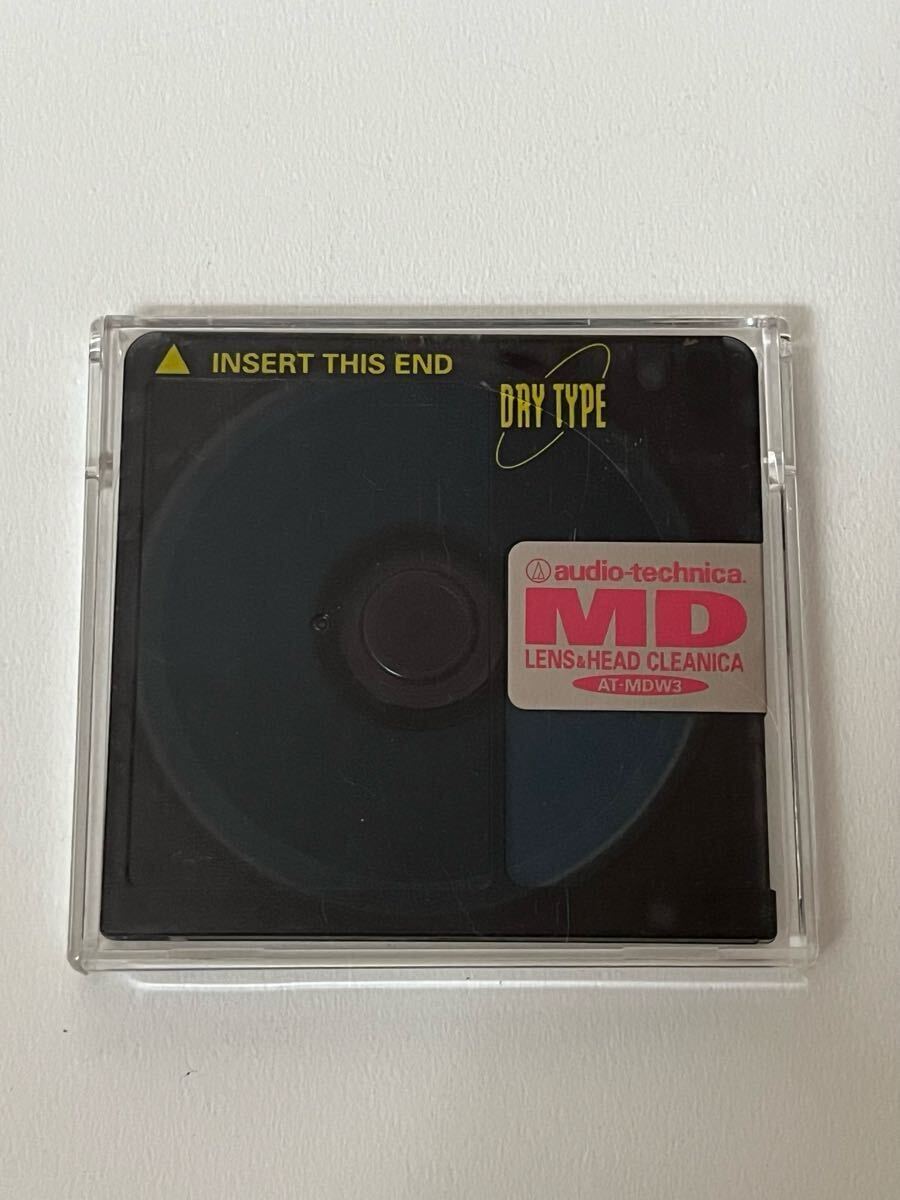 INSERT THIS END
DRY TYPE
audio-technica.
MD
LENS&HEAD CLEANICA
AT-MDW3